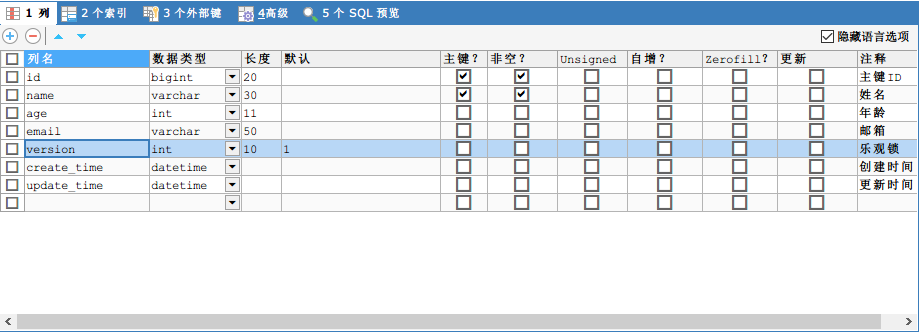 1 列 2 个索引 3 个外部键 4高级 5 个 SQL 预览
隐藏语言选项
列名 数据类型 长度 默认 主键? 非空? Unsigned 自增? Zerofill? 更新 注释
id bigint 20 主键ID
name varchar 30 姓名
age int 11 年龄
email varchar 50 邮箱
version int 10 1 乐观锁
create_time datetime 创建时间
update_time datetime 更新时间